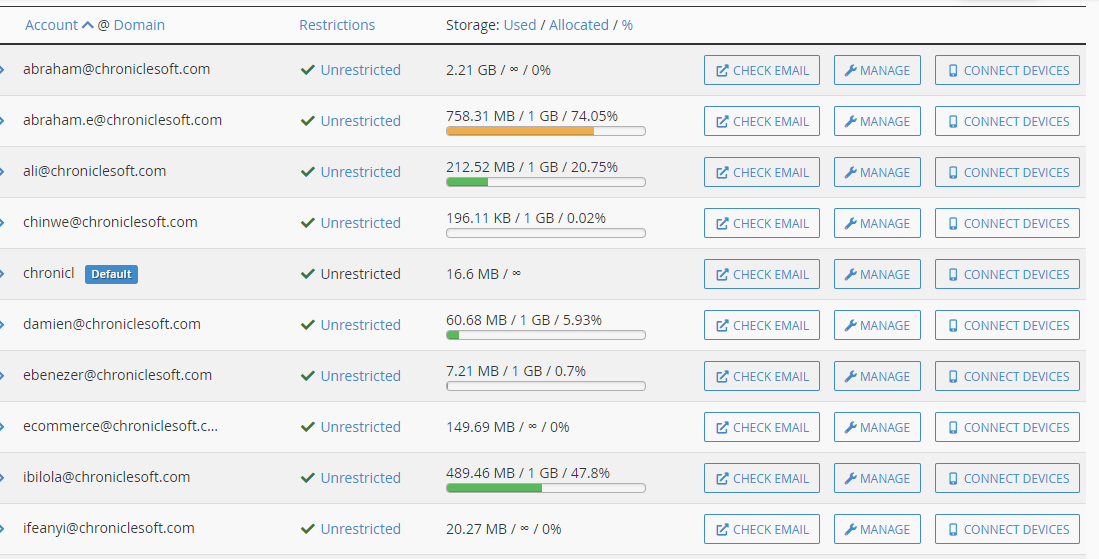 Account @ Domain Restrictions Storage: Used / Allocated / %
abraham@chroniclesoft.com Unrestricted 2.21 GB / ∞ / 0% CHECK EMAIL MANAGE CONNECT DEVICES
abraham.e@chroniclesoft.com Unrestricted 758.31 MB / 1 GB / 74.05% CHECK EMAIL MANAGE CONNECT DEVICES
ali@chroniclesoft.com Unrestricted 212.52 MB / 1 GB / 20.75% CHECK EMAIL MANAGE CONNECT DEVICES
chinwe@chroniclesoft.com Unrestricted 196.11 KB / 1 GB / 0.02% CHECK EMAIL MANAGE CONNECT DEVICES
chronicl Default Unrestricted 16.6 MB / ∞ CHECK EMAIL MANAGE CONNECT DEVICES
damien@chroniclesoft.com Unrestricted 60.68 MB / 1 GB / 5.93% CHECK EMAIL MANAGE CONNECT DEVICES
ebenezer@chroniclesoft.com Unrestricted 7.21 MB / 1 GB / 0.7% CHECK EMAIL MANAGE CONNECT DEVICES
ecommerce@chroniclesoft.c... Unrestricted 149.69 MB / ∞ / 0% CHECK EMAIL MANAGE CONNECT DEVICES
ibilola@chroniclesoft.com Unrestricted 489.46 MB / 1 GB / 47.8% CHECK EMAIL MANAGE CONNECT DEVICES
ifeanyi@chroniclesoft.com Unrestricted 20.27 MB / ∞ / 0% CHECK EMAIL MANAGE CONNECT DEVICES